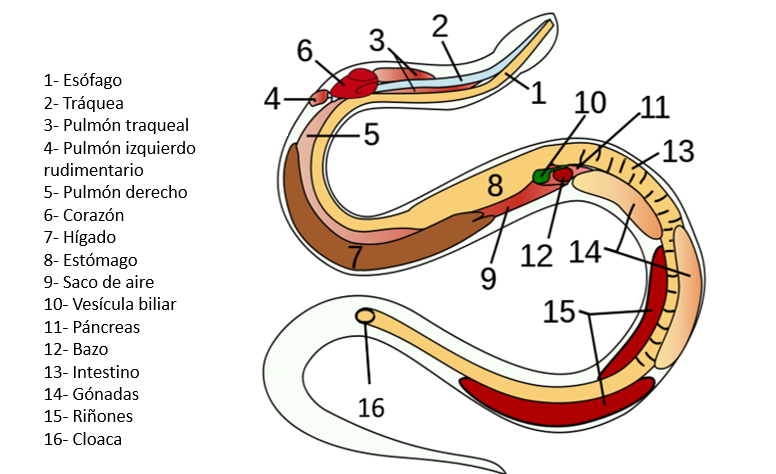 1- Esófago
2- Tráquea
3- Pulmón traqueal
4- Pulmón izquierdo
rudimentario
5- Pulmón derecho
6- Corazón
7- Hígado
8- Estómago
9- Saco de aire
10- Vesícula biliar
11- Páncreas
12- Bazo
13- Intestino
14- Gónadas
15- Riñones
16- Cloaca
6
3
2
4
1
5
10
11
13
8
7
9
12
14
15
16